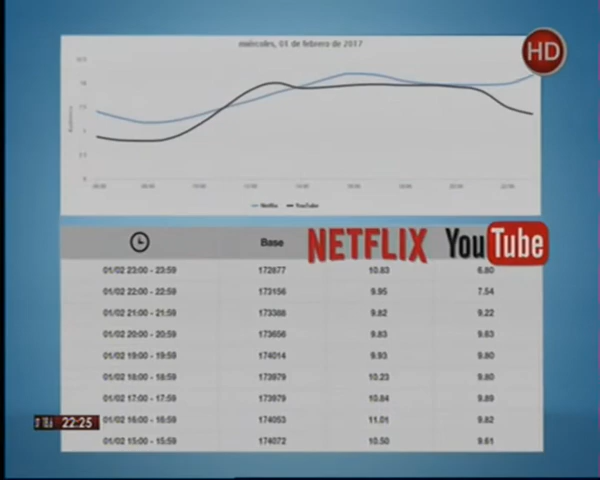 HD
miércoles, 01 de febrero de 2017
Netflix YouTube
Base NETFLIX YouTube
01/02 23:00 - 23:59 172877 10.83 6.80
01/02 22:00 - 22:59 173156 9.95 7.54
01/02 21:00 - 21:59 173388 9.82 9.22
01/02 20:00 - 20:59 173656 9.83 9.63
01/02 19:00 - 19:59 174014 9.93 9.80
01/02 18:00 - 18:59 173979 10.23 9.80
01/02 17:00 - 17:59 173979 10.84 9.89
01/02 16:00 - 16:59 174053 11.01 9.82
01/02 15:00 - 15:59 174072 10.50 9.61
22:25